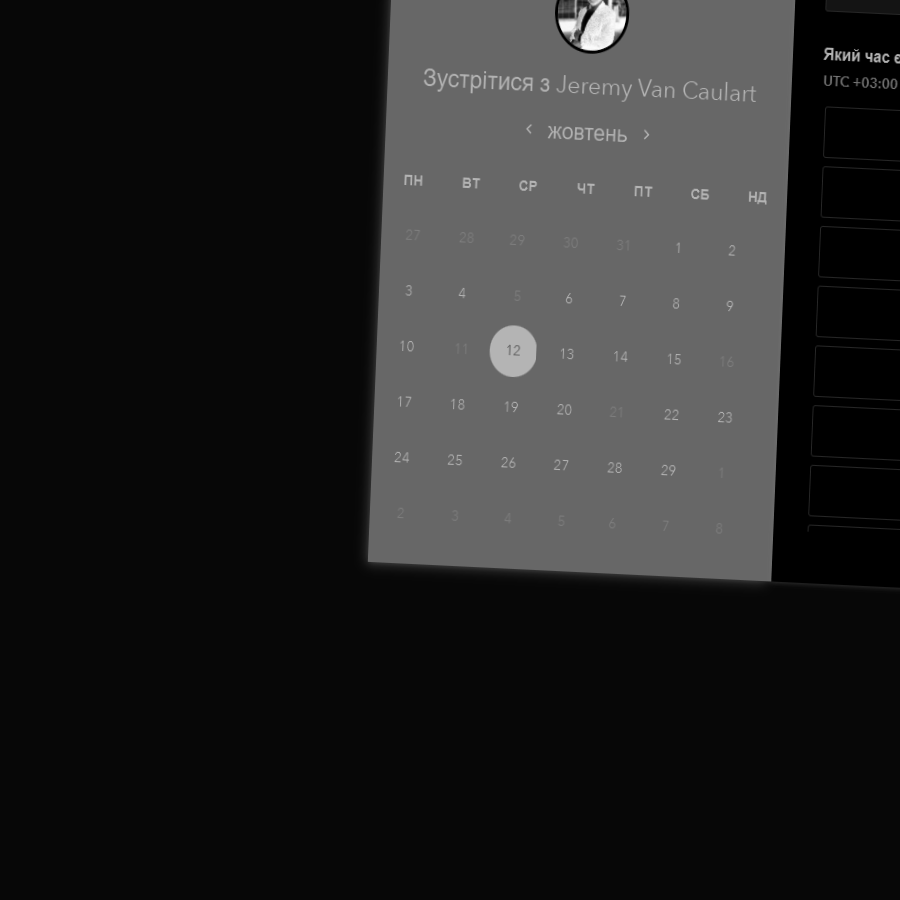 Зустрітися з Jeremy Van Caulart
жовтень
ПН ВТ СР ЧТ ПТ СБ НД
27 28 29 30 31 1 2
3 4 5 6 7 8 9
10 11 12 13 14 15 16
17 18 19 20 21 22 23
24 25 26 27 28 29 1
2 3 4 5 6 7 8
Який час є
UTC +03:00